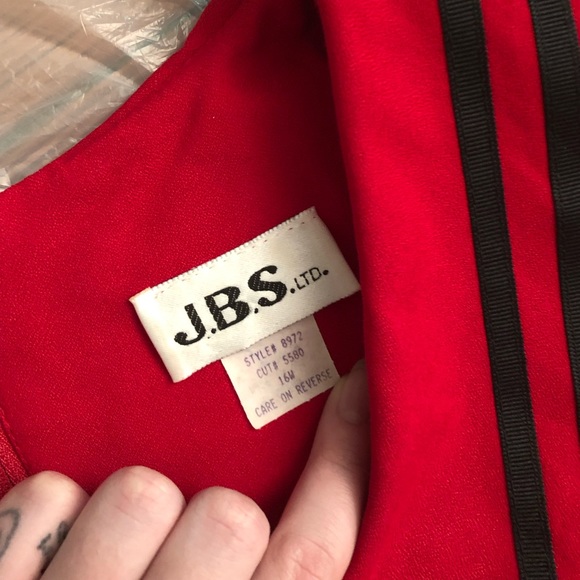 J.B.S. LTD.
STYLE# 8972
CUT# 5580
16W
CARE ON REVERSE